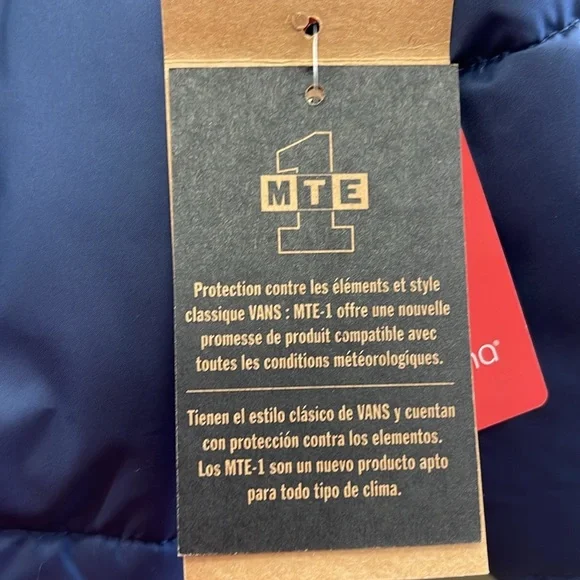 1
MTE
Protection contre les éléments et style
classique VANS : MTE-1 offre une nouvelle
promesse de produit compatible avec
toutes les conditions météorologiques.
Tienen el estilo clásico de VANS y cuentan
con protección contra los elementos.
Los MTE-1 son un nuevo producto apto
para todo tipo de clima.